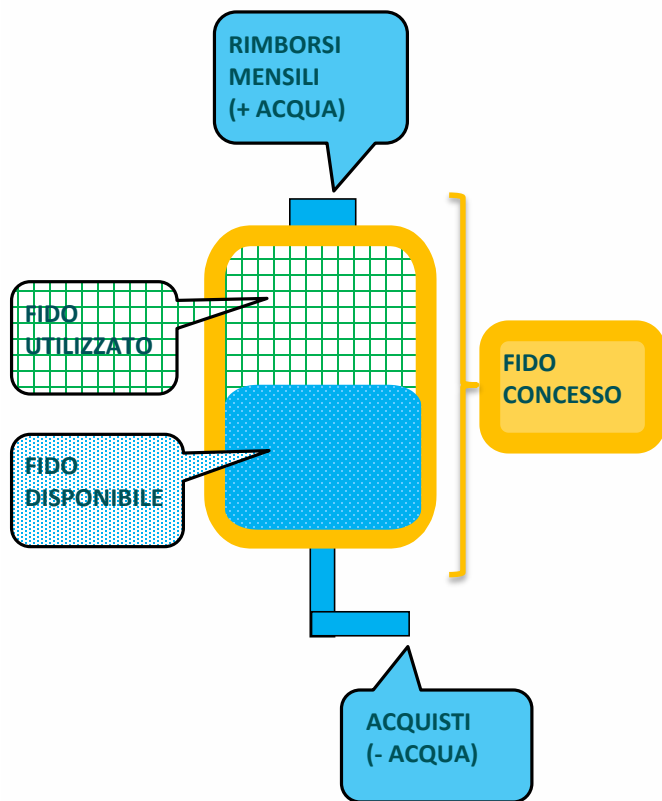 RIMBORSI
MENSILI
(+ ACQUA)
FIDO
UTILIZZATO
FIDO
CONCESSO
FIDO
DISPONIBILE
ACQUISTI
(- ACQUA)